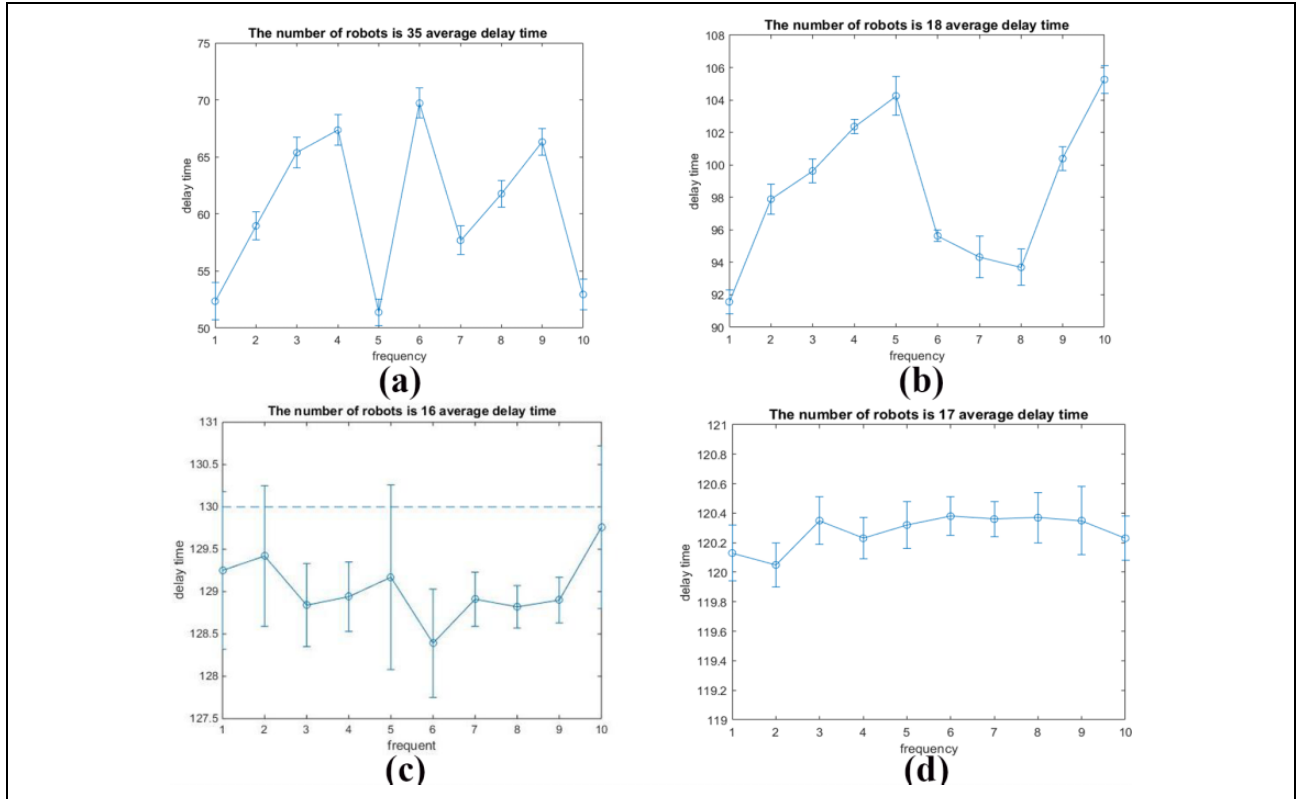 The number of robots is 35 average delay time
75
70
65
60
55
50
delay time
1 2 3 4 5 6 7 8 9 10
frequency
(a)
The number of robots is 18 average delay time
108
106
104
102
100
98
96
94
92
90
delay time
1 2 3 4 5 6 7 8 9 10
frequency
(b)
The number of robots is 16 average delay time
131
130.5
130
129.5
129
128.5
128
127.5
delay time
1 2 3 4 5 6 7 8 9 10
frequent
(c)
The number of robots is 17 average delay time
121
120.8
120.6
120.4
120.2
120
119.8
119.6
119.4
119.2
119
delay time
1 2 3 4 5 6 7 8 9 10
frequency
(d)